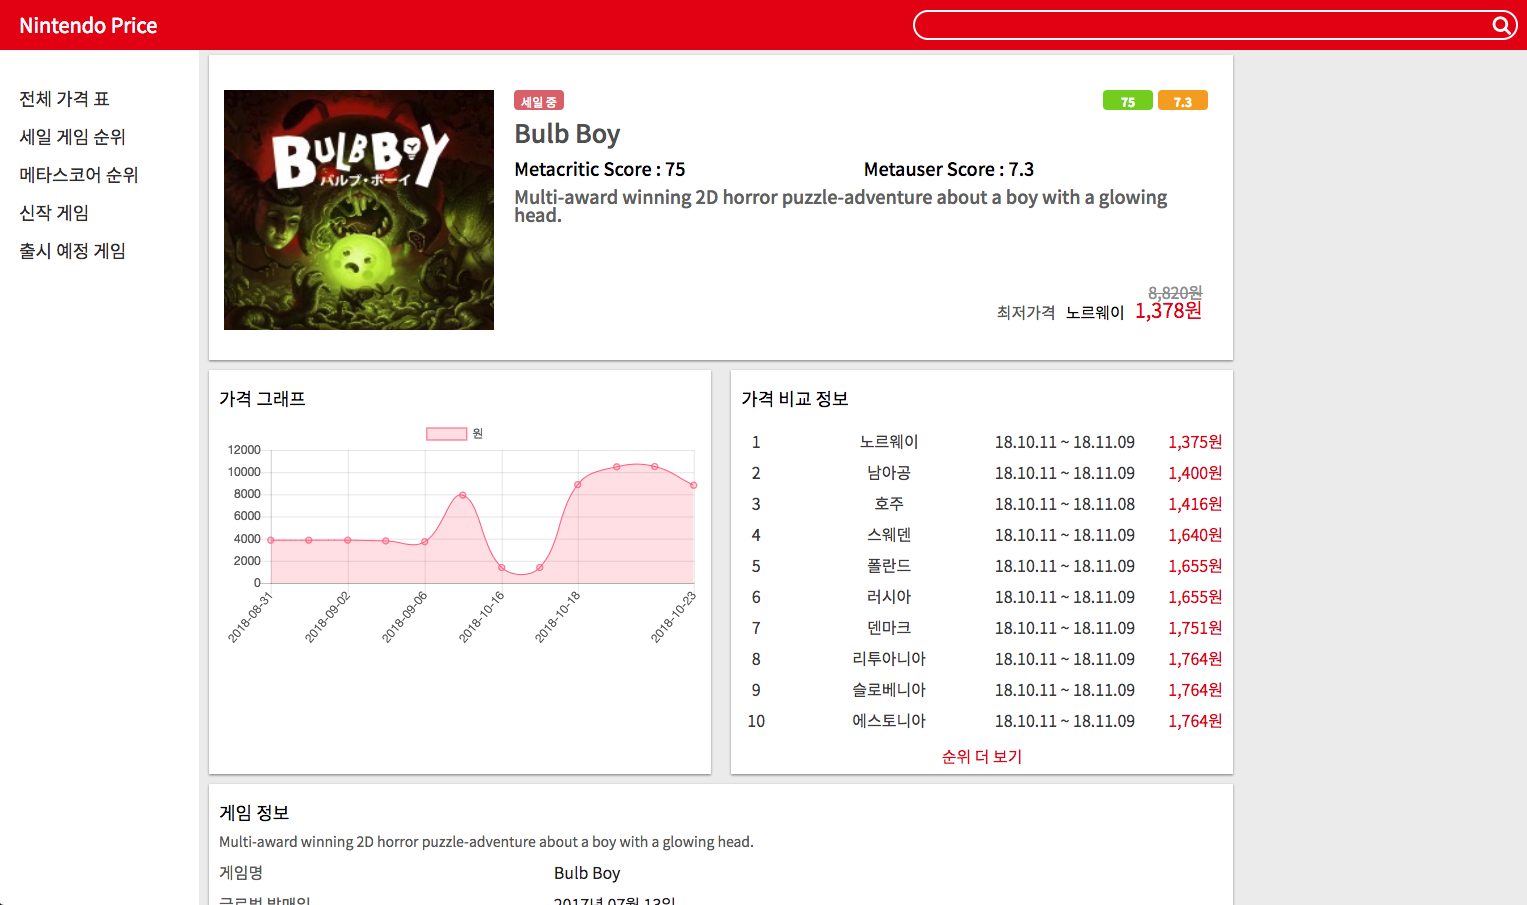 Nintendo Price
전체 가격 표
세일 게임 순위
메타스코어 순위
신작 게임
출시 예정 게임
BULB BOY
バルブ・ボーイ
세일 중
75
7.3
Bulb Boy
Metacritic Score : 75
Metauser Score : 7.3
Multi-award winning 2D horror puzzle-adventure about a boy with a glowing
head.
8,820원
최저가격 노르웨이 1,378원
가격 그래프
원
12000
10000
8000
6000
4000
2000
0
2018-08-31
2018-09-02
2018-09-06
2018-10-16
2018-10-18
2018-10-23
가격 비교 정보
1 노르웨이 18.10.11 ~ 18.11.09 1,375원
2 남아공 18.10.11 ~ 18.11.09 1,400원
3 호주 18.10.11 ~ 18.11.08 1,416원
4 스웨덴 18.10.11 ~ 18.11.09 1,640원
5 폴란드 18.10.11 ~ 18.11.09 1,655원
6 러시아 18.10.11 ~ 18.11.09 1,655원
7 덴마크 18.10.11 ~ 18.11.09 1,751원
8 리투아니아 18.10.11 ~ 18.11.09 1,764원
9 슬로베니아 18.10.11 ~ 18.11.09 1,764원
10 에스토니아 18.10.11 ~ 18.11.09 1,764원
순위 더 보기
게임 정보
Multi-award winning 2D horror puzzle-adventure about a boy with a glowing head.
게임명 Bulb Boy
글로벌 발매일 2017년 07월 13일